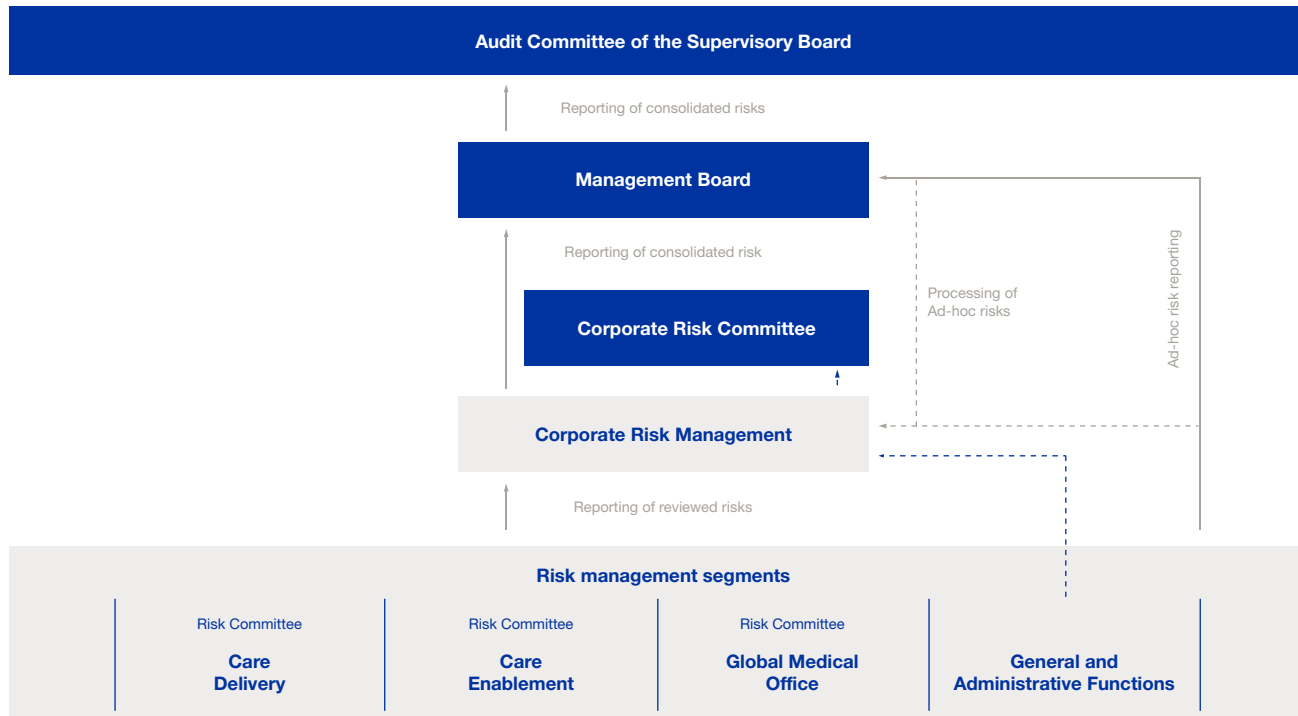 Audit Committee of the Supervisory Board
Reporting of consolidated risks
Management Board
Reporting of consolidated risk
Corporate Risk Committee
Processing of
Ad-hoc risks
Ad-hoc risk reporting
Corporate Risk Management
Reporting of reviewed risks
Risk management segments
Risk Committee
Care
Delivery
Risk Committee
Care
Enablement
Risk Committee
Global Medical
Office
General and
Administrative Functions